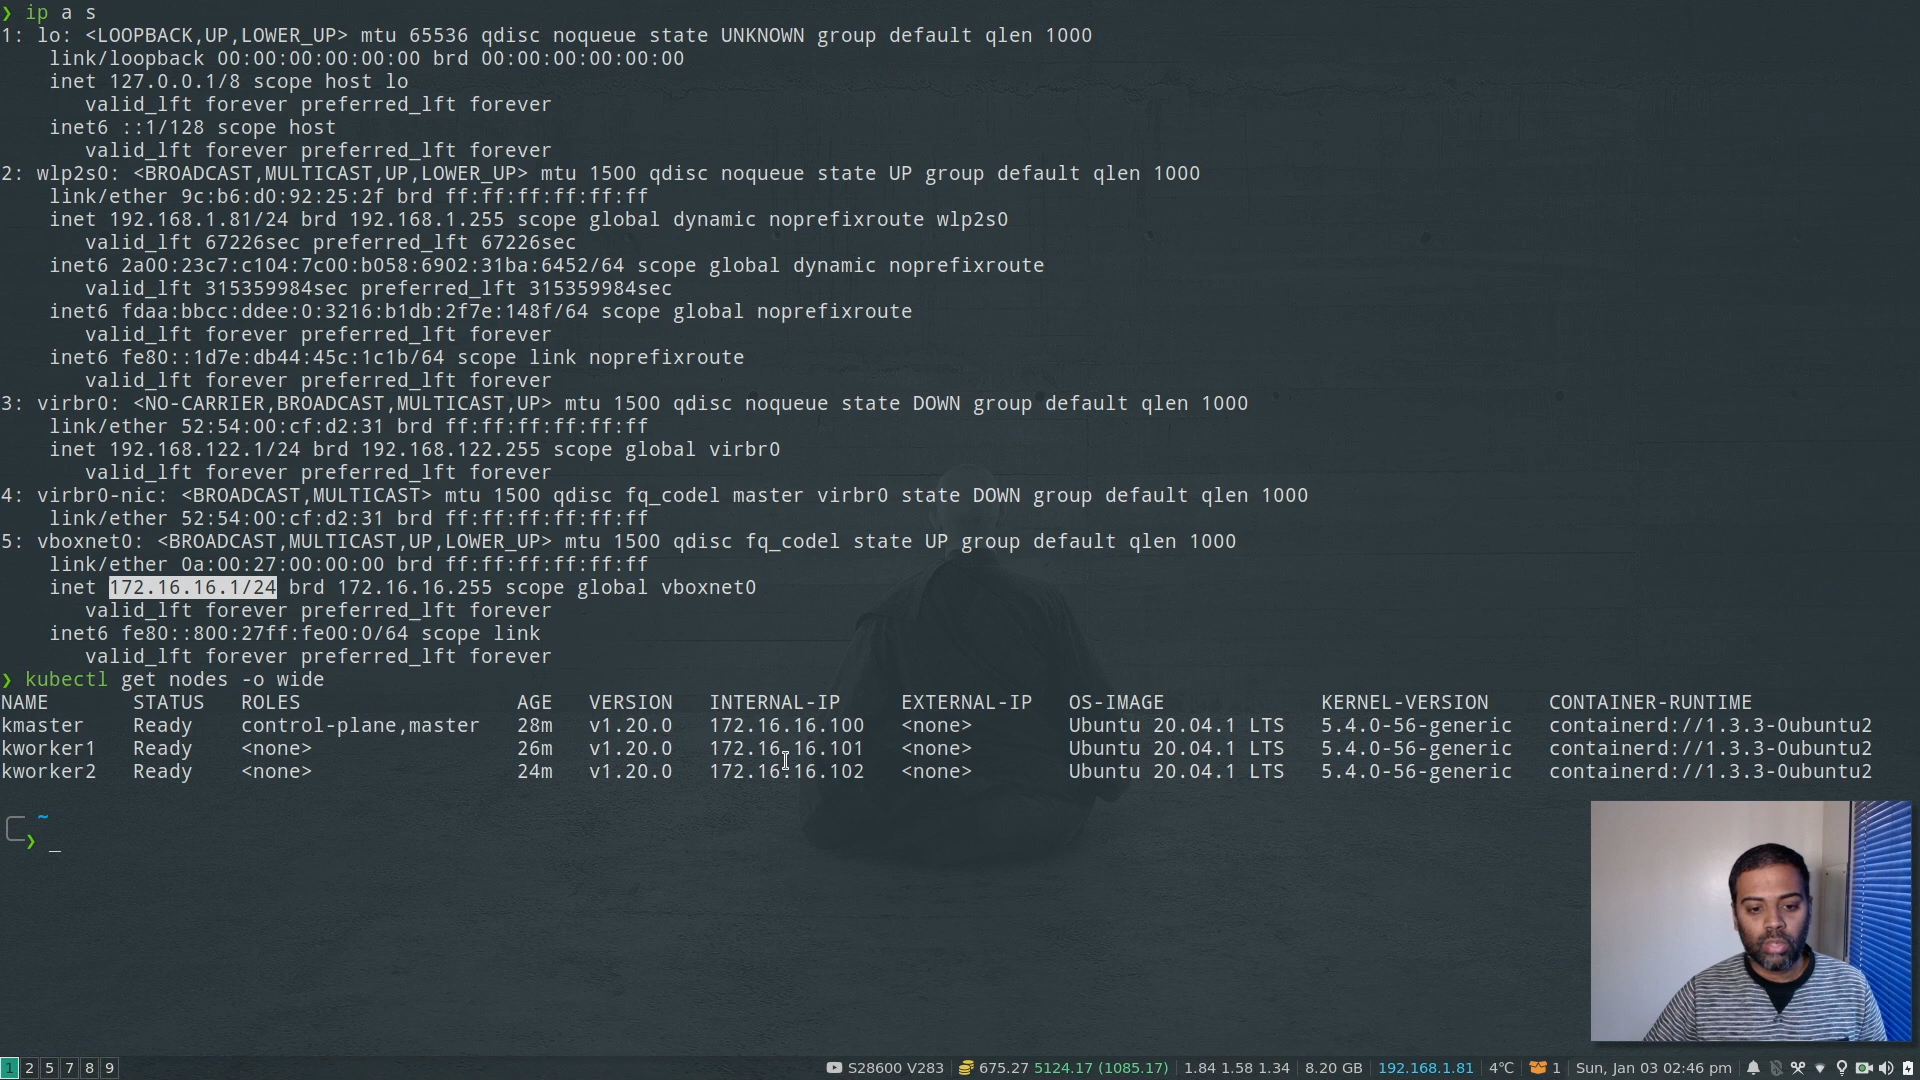 ❯ ip a s
1: lo: <LOOPBACK,UP,LOWER_UP> mtu 65536 qdisc noqueue state UNKNOWN group default qlen 1000
link/loopback 00:00:00:00:00:00 brd 00:00:00:00:00:00
inet 127.0.0.1/8 scope host lo
valid_lft forever preferred_lft forever
inet6 ::1/128 scope host
valid_lft forever preferred_lft forever
2: wlp2s0: <BROADCAST,MULTICAST,UP,LOWER_UP> mtu 1500 qdisc noqueue state UP group default qlen 1000
link/ether 9c:b6:d0:92:25:2f brd ff:ff:ff:ff:ff:ff
inet 192.168.1.81/24 brd 192.168.1.255 scope global dynamic noprefixroute wlp2s0
valid_lft 67226sec preferred_lft 67226sec
inet6 2a00:23c7:c104:7c00:b058:6902:31ba:6452/64 scope global dynamic noprefixroute
valid_lft 315359984sec preferred_lft 315359984sec
inet6 fdaa:bbcc:ddee:0:3216:b1db:2f7e:148f/64 scope global noprefixroute
valid_lft forever preferred_lft forever
inet6 fe80::1d7e:db44:45c:1c1b/64 scope link noprefixroute
valid_lft forever preferred_lft forever
3: virbr0: <NO-CARRIER,BROADCAST,MULTICAST,UP> mtu 1500 qdisc noqueue state DOWN group default qlen 1000
link/ether 52:54:00:cf:d2:31 brd ff:ff:ff:ff:ff:ff
inet 192.168.122.1/24 brd 192.168.122.255 scope global virbr0
valid_lft forever preferred_lft forever
4: virbr0-nic: <BROADCAST,MULTICAST> mtu 1500 qdisc fq_codel master virbr0 state DOWN group default qlen 1000
link/ether 52:54:00:cf:d2:31 brd ff:ff:ff:ff:ff:ff
5: vboxnet0: <BROADCAST,MULTICAST,UP,LOWER_UP> mtu 1500 qdisc fq_codel state UP group default qlen 1000
link/ether 0a:00:27:00:00:00 brd ff:ff:ff:ff:ff:ff
inet 172.16.16.1/24 brd 172.16.16.255 scope global vboxnet0
valid_lft forever preferred_lft forever
inet6 fe80::800:27ff:fe00:0/64 scope link
valid_lft forever preferred_lft forever
❯ kubectl get nodes -o wide
NAME STATUS ROLES AGE VERSION INTERNAL-IP EXTERNAL-IP OS-IMAGE KERNEL-VERSION CONTAINER-RUNTIME
kmaster Ready control-plane,master 28m v1.20.0 172.16.16.100 <none> Ubuntu 20.04.1 LTS 5.4.0-56-generic containerd://1.3.3-0ubuntu2
kworker1 Ready <none> 26m v1.20.0 172.16.16.101 <none> Ubuntu 20.04.1 LTS 5.4.0-56-generic containerd://1.3.3-0ubuntu2
kworker2 Ready <none> 24m v1.20.0 172.16.16.102 <none> Ubuntu 20.04.1 LTS 5.4.0-56-generic containerd://1.3.3-0ubuntu2
~
❯ _
1 2 5 7 8 9 S28600 V283 675.27 5124.17 (1085.17) 1.84 1.58 1.34 8.20 GB 192.168.1.81 4°C 1 Sun, Jan 03 02:46 pm